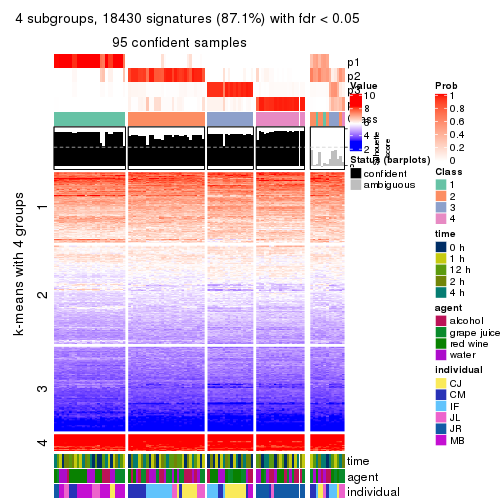 4 subgroups, 18430 signatures (87.1%) with fdr < 0.05
95 confident samples
p1
p2
p3
Value
10
8
6
4
2
Silhouette
score
Status (barplots)
confident
ambiguous
k-means with 4 groups
1
2
3
4
time
agent
individual
Prob
1
0.8
0.6
0.4
0.2
0
Class
1
2
3
4
time
0 h
1 h
12 h
2 h
4 h
agent
alcohol
grape juice
red wine
water
individual
CJ
CM
IF
JL
JR
MB